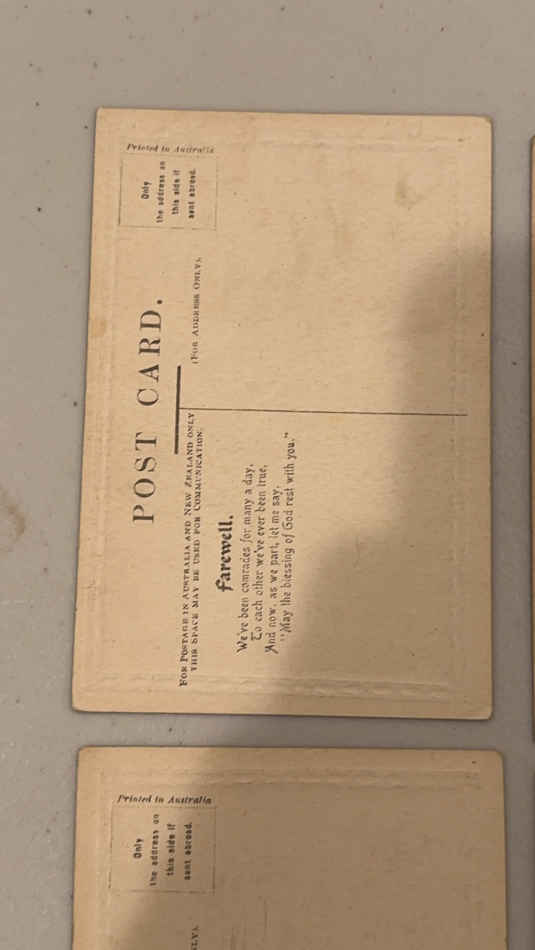 Printed in Australia
Only
the address on
this side if
sent abroad.
POST CARD.
FOR POSTAGE IN AUSTRALIA AND NEW ZEALAND ONLY
THIS SPACE MAY BE USED FOR COMMUNICATION.
(FOR ADDRESS ONLY).
Farewell.
We've been comrades for many a day,
To each other we've ever been true,
And now, as we part, let me say,
"May the blessing of God rest with you."
Printed in Australia
Only
the address on
this side if
sent abroad.
LY).